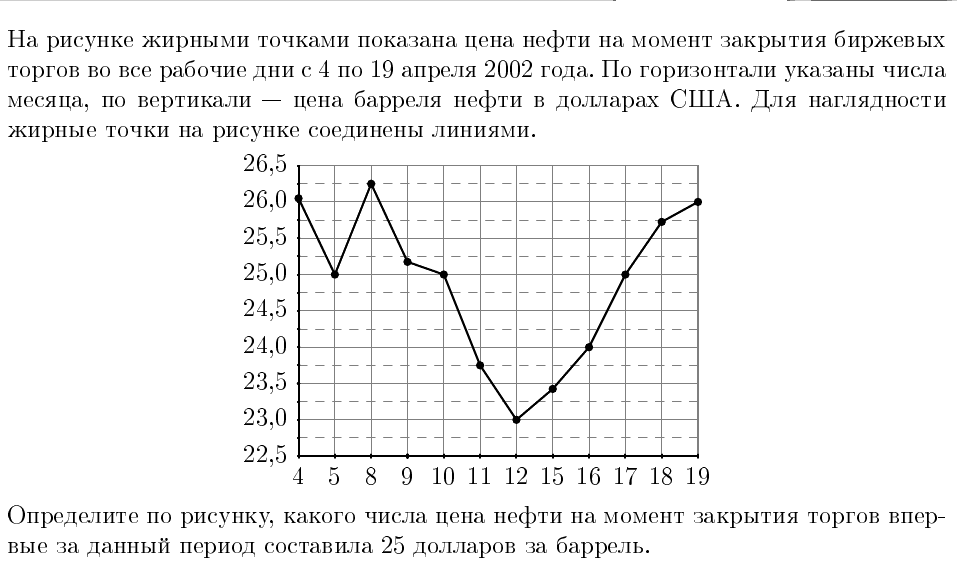 На рисунке жирными точками показана цена нефти на момент закрытия биржевых
торгов во все рабочие дни с 4 по 19 апреля 2002 года. По горизонтали указаны числа
месяца, по вертикали — цена барреля нефти в долларах США. Для наглядности
жирные точки на рисунке соединены линиями.
26,5
26,0
25,5
25,0
24,5
24,0
23,5
23,0
22,5
4 5 8 9 10 11 12 15 16 17 18 19
Определите по рисунку, какого числа цена нефти на момент закрытия торгов впер-
вые за данный период составила 25 долларов за баррель.